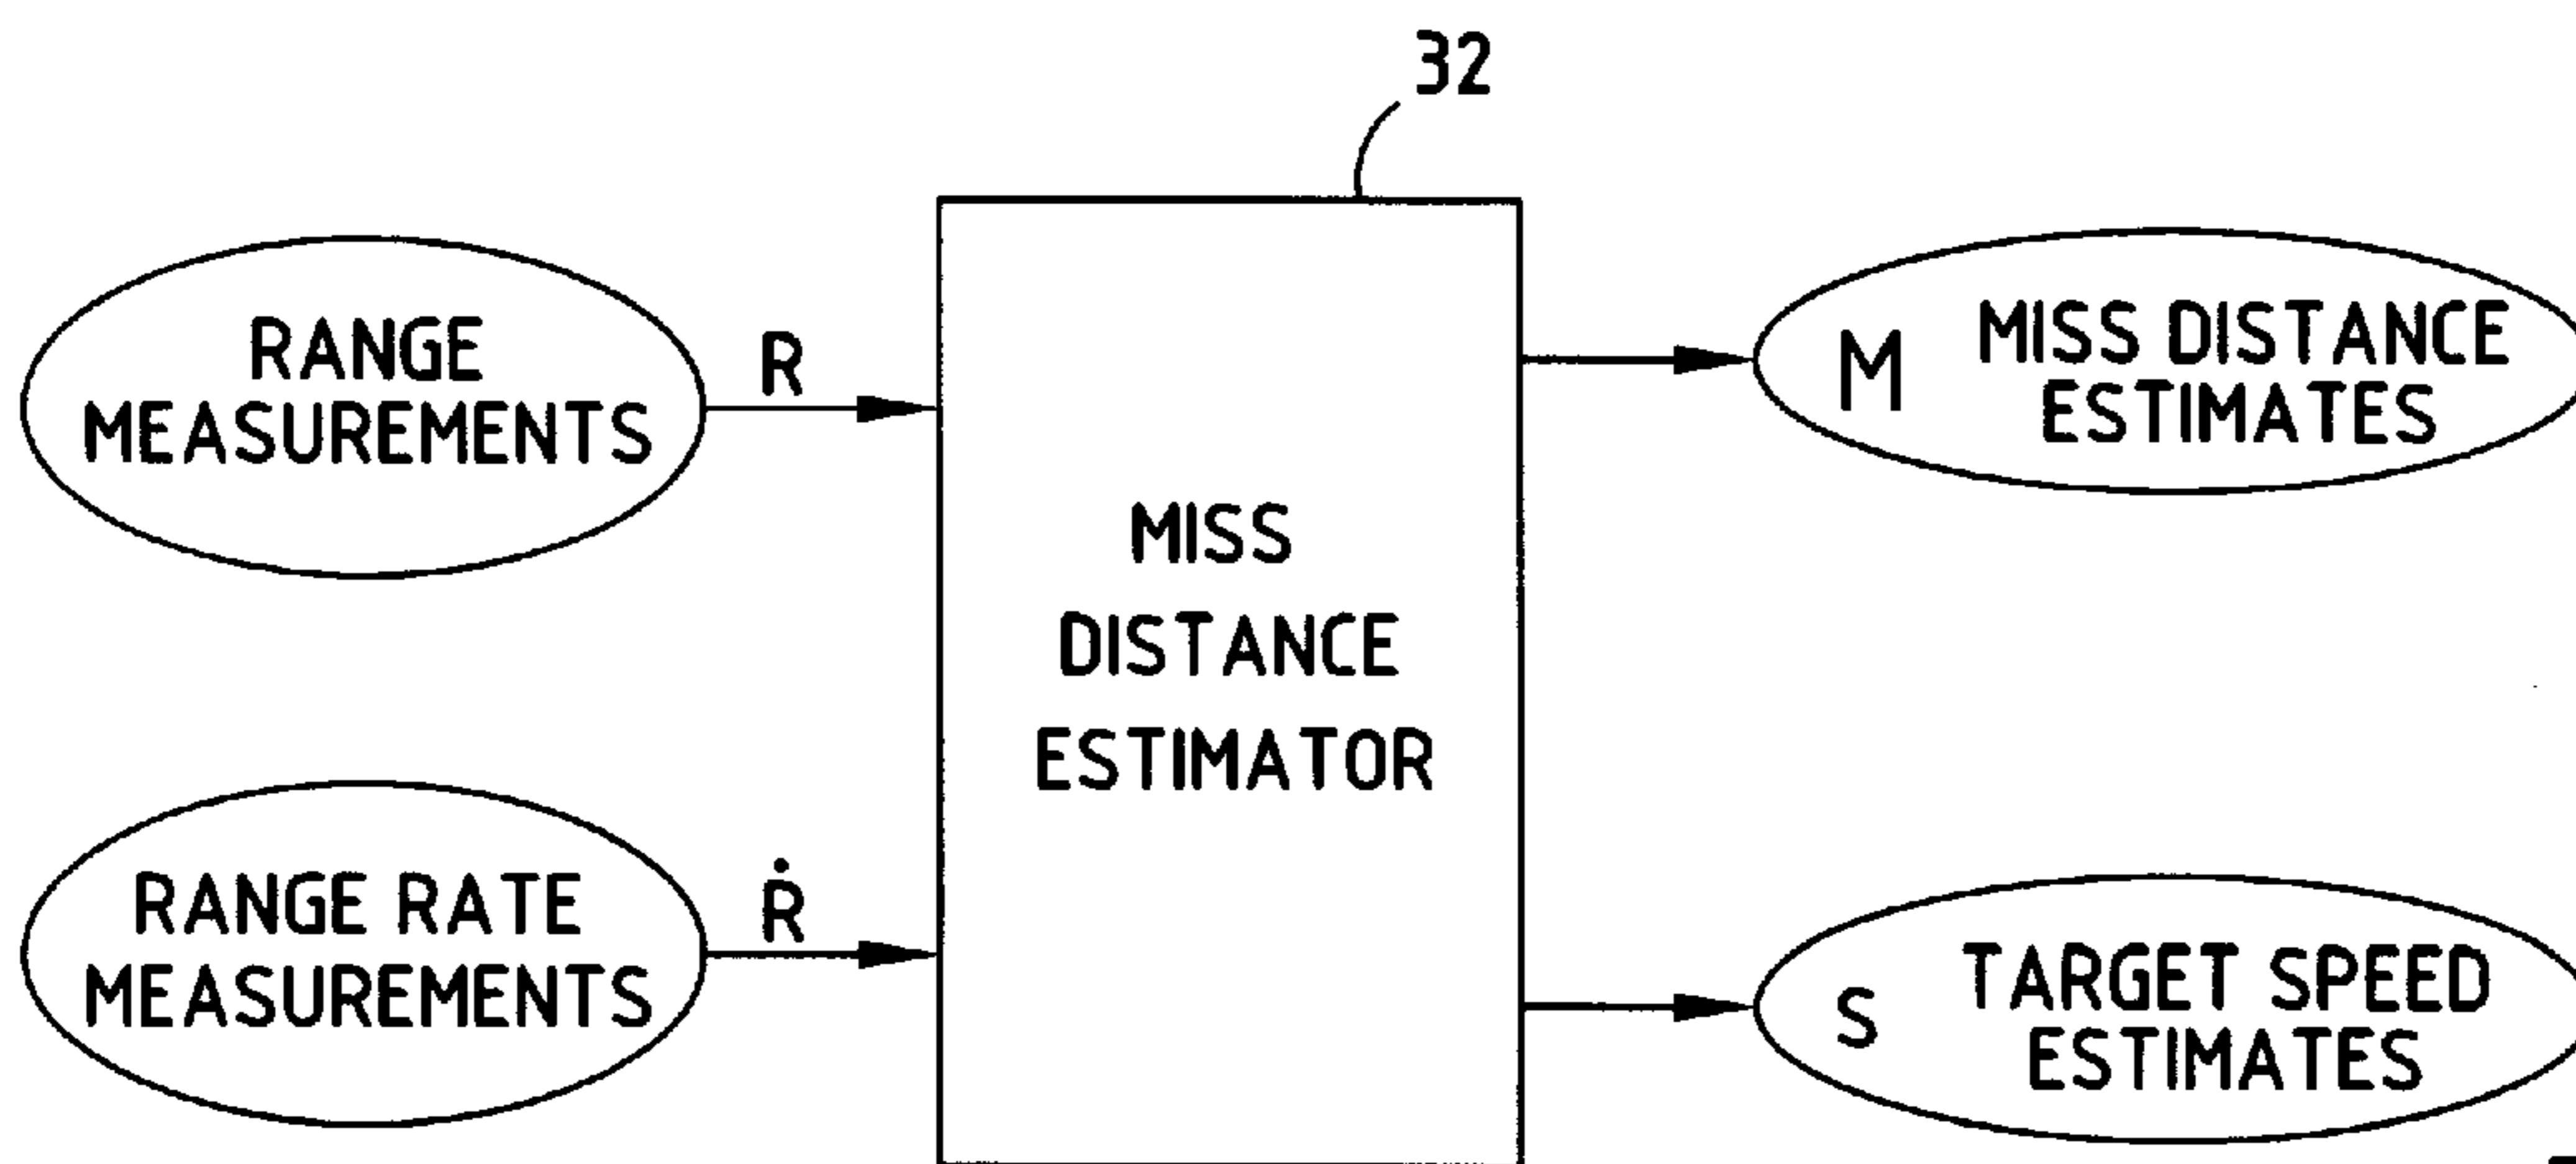 32
RANGE
MEASUREMENTS
R
MISS DISTANCE
ESTIMATES
M
MISS
DISTANCE
ESTIMATOR
RANGE RATE
MEASUREMENTS
Ṙ
TARGET SPEED
ESTIMATES
S